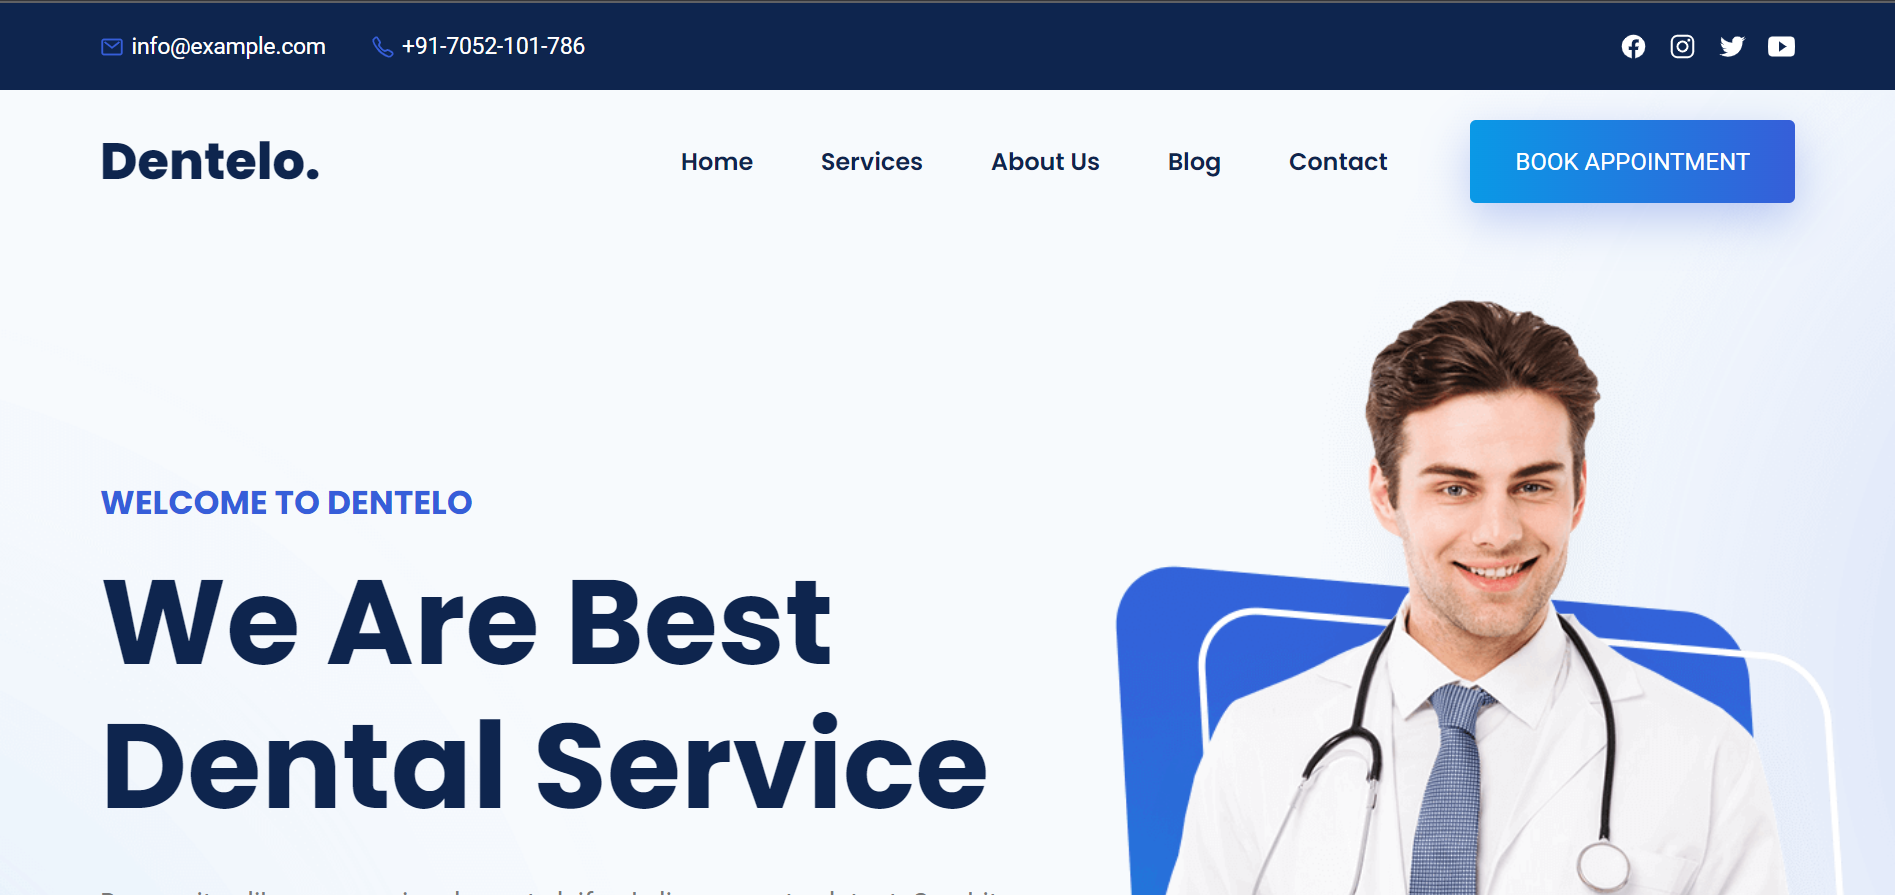 info@example.com +91-7052-101-786
Dentelo. Home Services About Us Blog Contact BOOK APPOINTMENT
WELCOME TO DENTELO
We Are Best
Dental Service